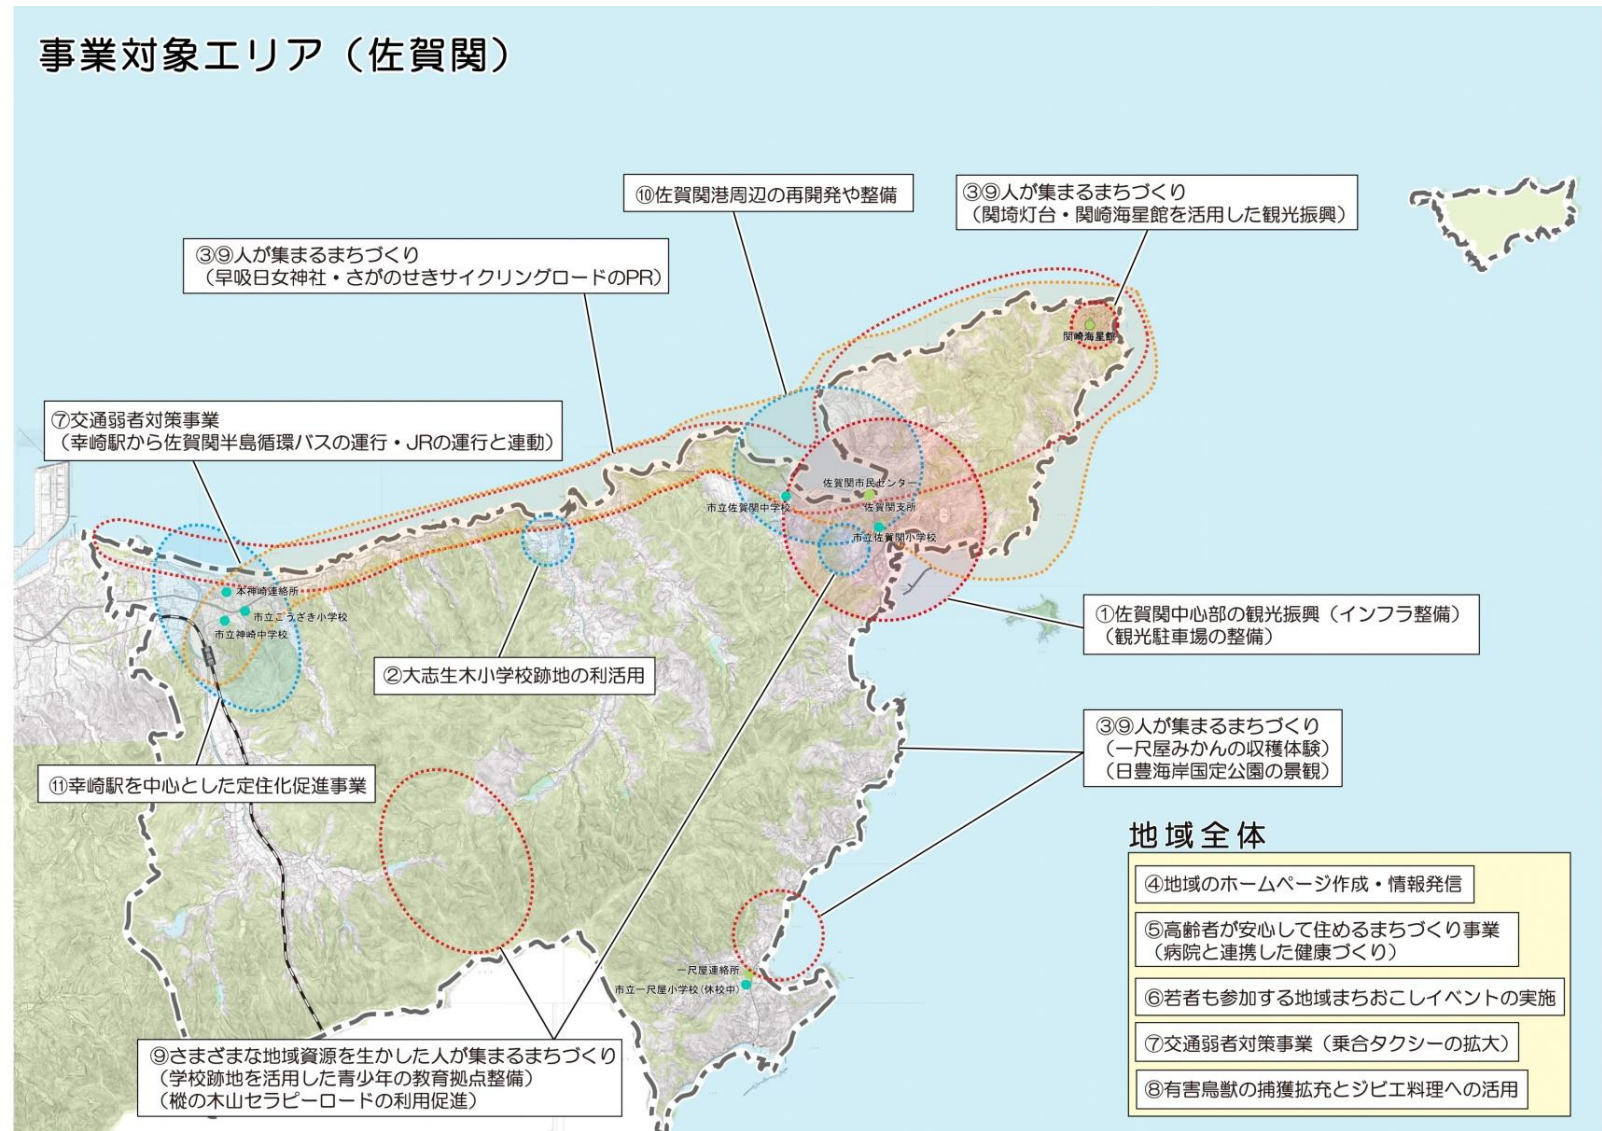 事業対象エリア（佐賀関）
⑩佐賀関港周辺の再開発や整備
③⑨人が集まるまちづくり
（関埼灯台・関崎海星館を活用した観光振興）
③⑨人が集まるまちづくり
（早吸日女神社・さがのせきサイクリングロードのPR）
関崎海星館
⑦交通弱者対策事業
（幸崎駅から佐賀関半島循環バスの運行・JRの運行と連動）
佐賀関市民センター
市立佐賀関中学校
佐賀関支所
市立佐賀関小学校
本神崎連絡所
市立こうざき小学校
市立神崎中学校
①佐賀関中心部の観光振興（インフラ整備）
（観光駐車場の整備）
②大志生木小学校跡地の利活用
③⑨人が集まるまちづくり
（一尺屋みかんの収穫体験）
（日豊海岸国定公園の景観）
⑪幸崎駅を中心とした定住化促進事業
一尺屋連絡所
市立一尺屋小学校(休校中)
⑨さまざまな地域資源を生かした人が集まるまちづくり
（学校跡地を活用した青少年の教育拠点整備）
（樅の木山セラピーロードの利用促進）
地域全体
④地域のホームページ作成・情報発信
⑤高齢者が安心して住めるまちづくり事業
（病院と連携した健康づくり）
⑥若者も参加する地域まちおこしイベントの実施
⑦交通弱者対策事業（乗合タクシーの拡大）
⑧有害鳥獣の捕獲拡充とジビエ料理への活用